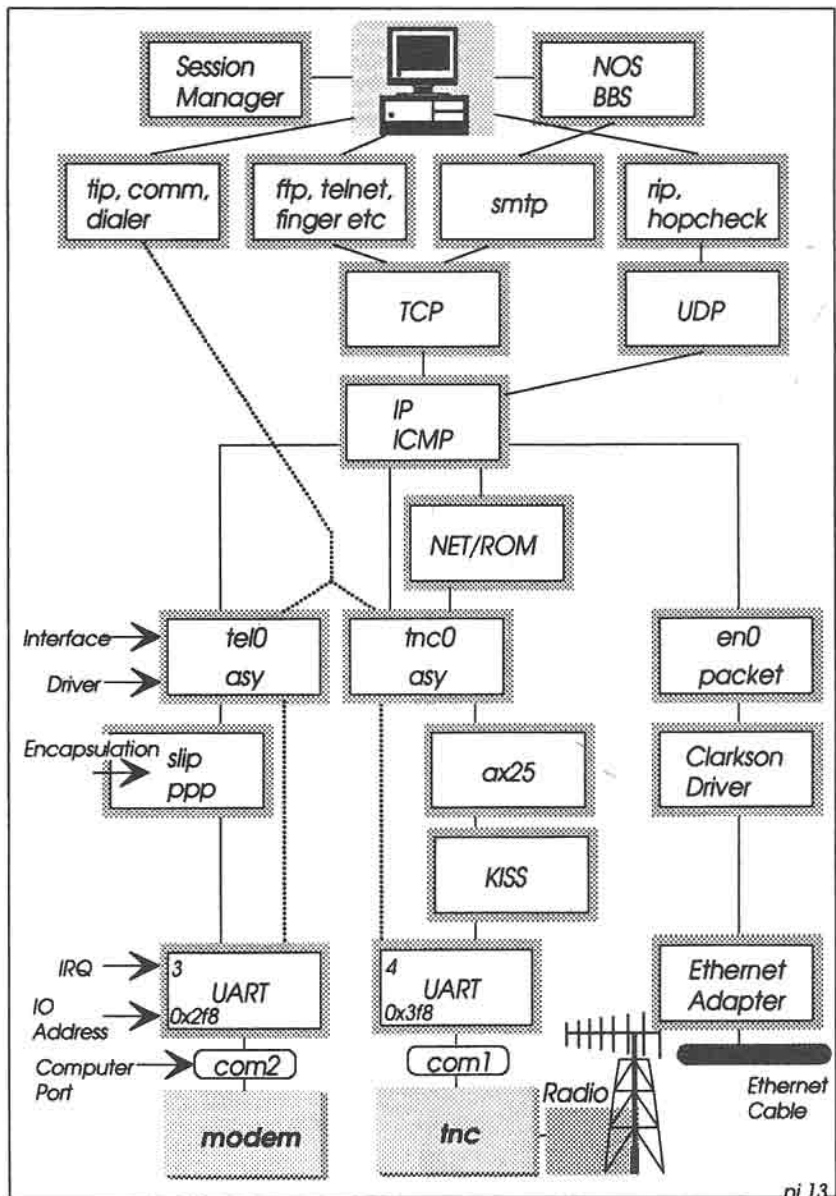 Session
Manager
NOS
BBS
tip, comm,
dialer
ftp, telnet,
finger etc
smtp
rip,
hopcheck
TCP
UDP
IP
ICMP
NET/ROM
Interface
tel0
tnc0
en0
Driver
asy
asy
packet
Encapsulation
slip
ppp
ax25
Clarkson
Driver
KISS
IRQ
3
UART
4
UART
Ethernet
Adapter
IO
Address
0x2f8
0x3f8
Computer
Port
com2
com1
Radio
Ethernet
Cable
modem
tnc
pj 13